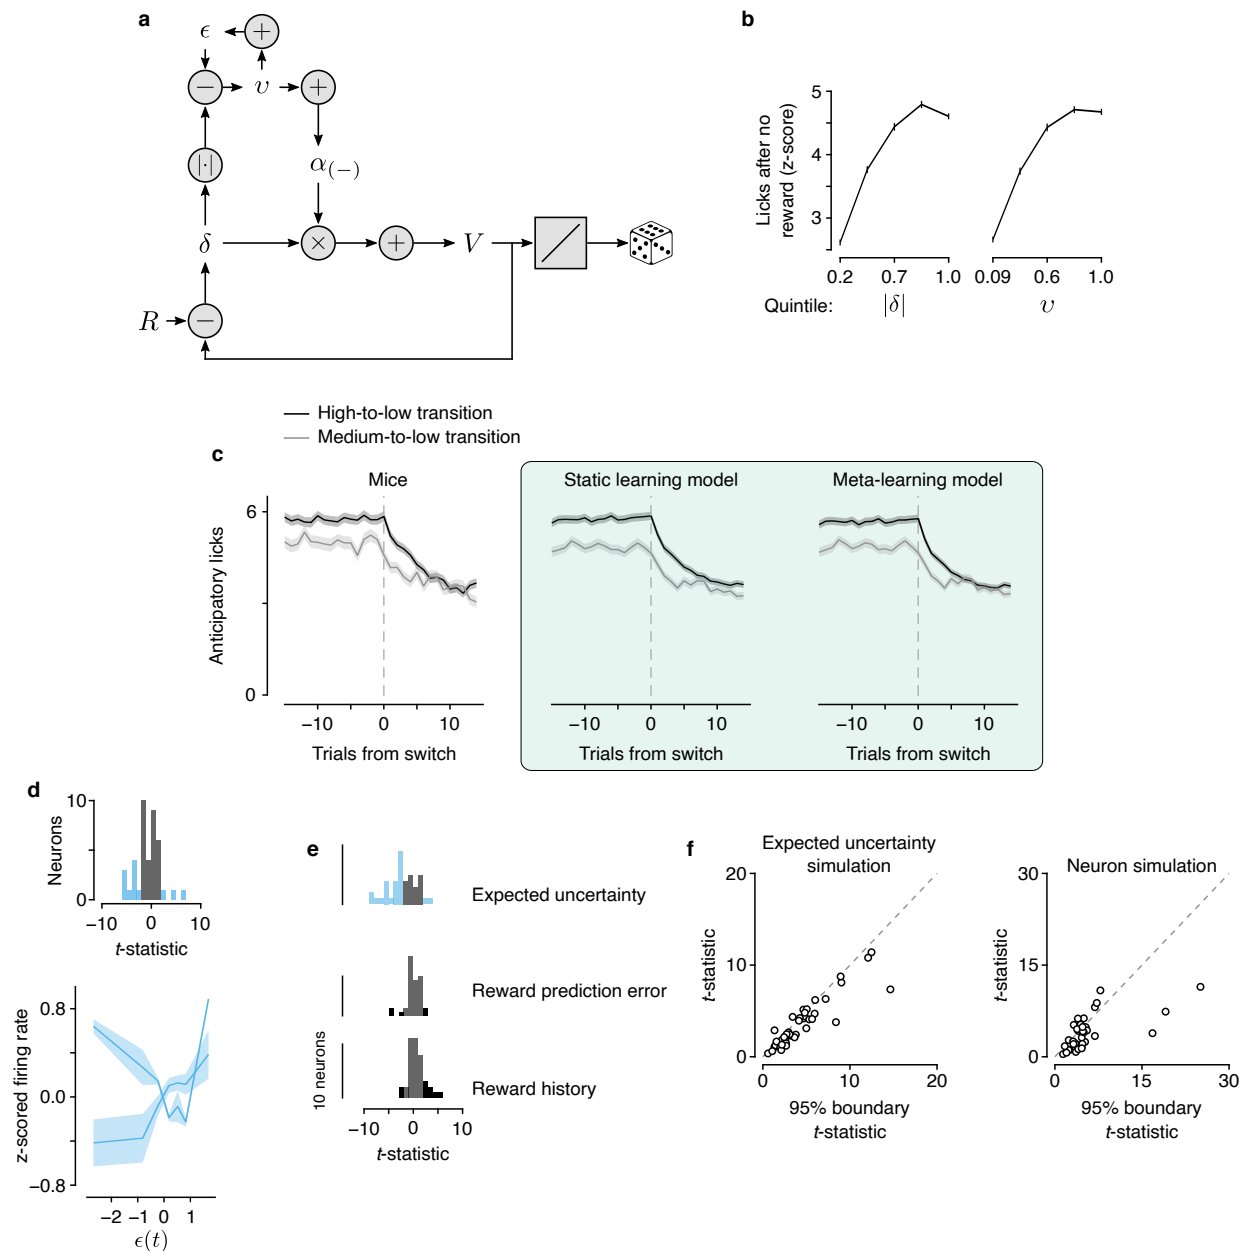 a
ϵ
+
−
υ
+
|·|
α(−)
δ
×
+
V
R
−
b
Licks after no
reward (z-score)
5
4
3
0.2
0.7
1.0
0.09
0.6
1.0
Quintile:
|δ|
υ
High-to-low transition
Medium-to-low transition
c
Mice
Static learning model
Meta-learning model
Anticipatory licks
6
0
−10
0
10
−10
0
10
−10
0
10
Trials from switch
Trials from switch
Trials from switch
d
Neurons
10
0
−10
0
10
t-statistic
z-scored firing rate
0.8
0.0
−0.8
−2
−1
0
1
ϵ(t)
e
Expected uncertainty
Reward prediction error
10 neurons
Reward history
−10
0
10
t-statistic
f
Expected uncertainty
simulation
t-statistic
20
10
0
0
10
20
95% boundary
t-statistic
Neuron simulation
t-statistic
30
15
0
0
15
30
95% boundary
t-statistic